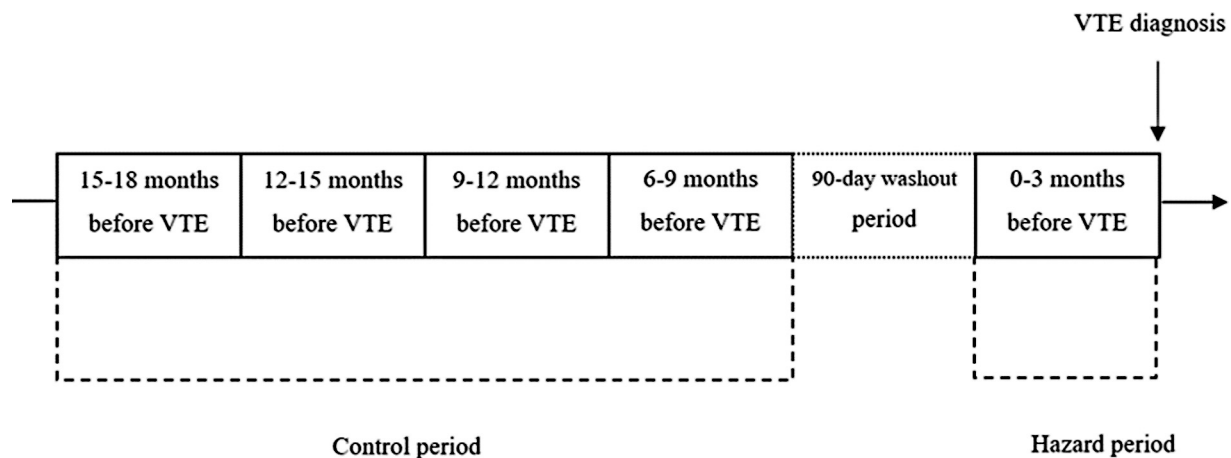 VTE diagnosis
15-18 months
before VTE
12-15 months
before VTE
9-12 months
before VTE
6-9 months
before VTE
90-day washout
period
0-3 months
before VTE
Control period
Hazard period